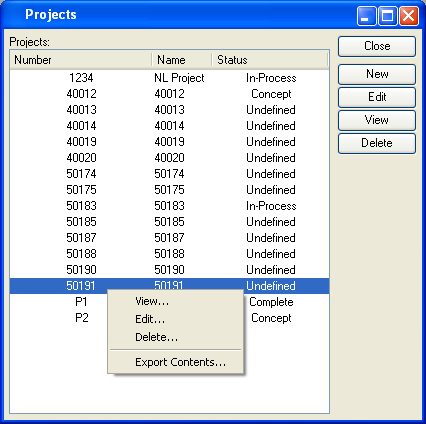 Projects
Projects:
Close
Number Name Status
1234 NL Project In-Process
New
40012 40012 Concept
Edit
40013 40013 Undefined
40014 40014 Undefined
View
40019 40019 Undefined
Delete
40020 40020 Undefined
50174 50174 Undefined
50175 50175 Undefined
50183 50183 In-Process
50185 50185 Undefined
50187 50187 Undefined
50188 50188 Undefined
50190 50190 Undefined
50191 50191 Undefined
P1 View... Complete
P2 Edit... Concept
Delete...
Export Contents...